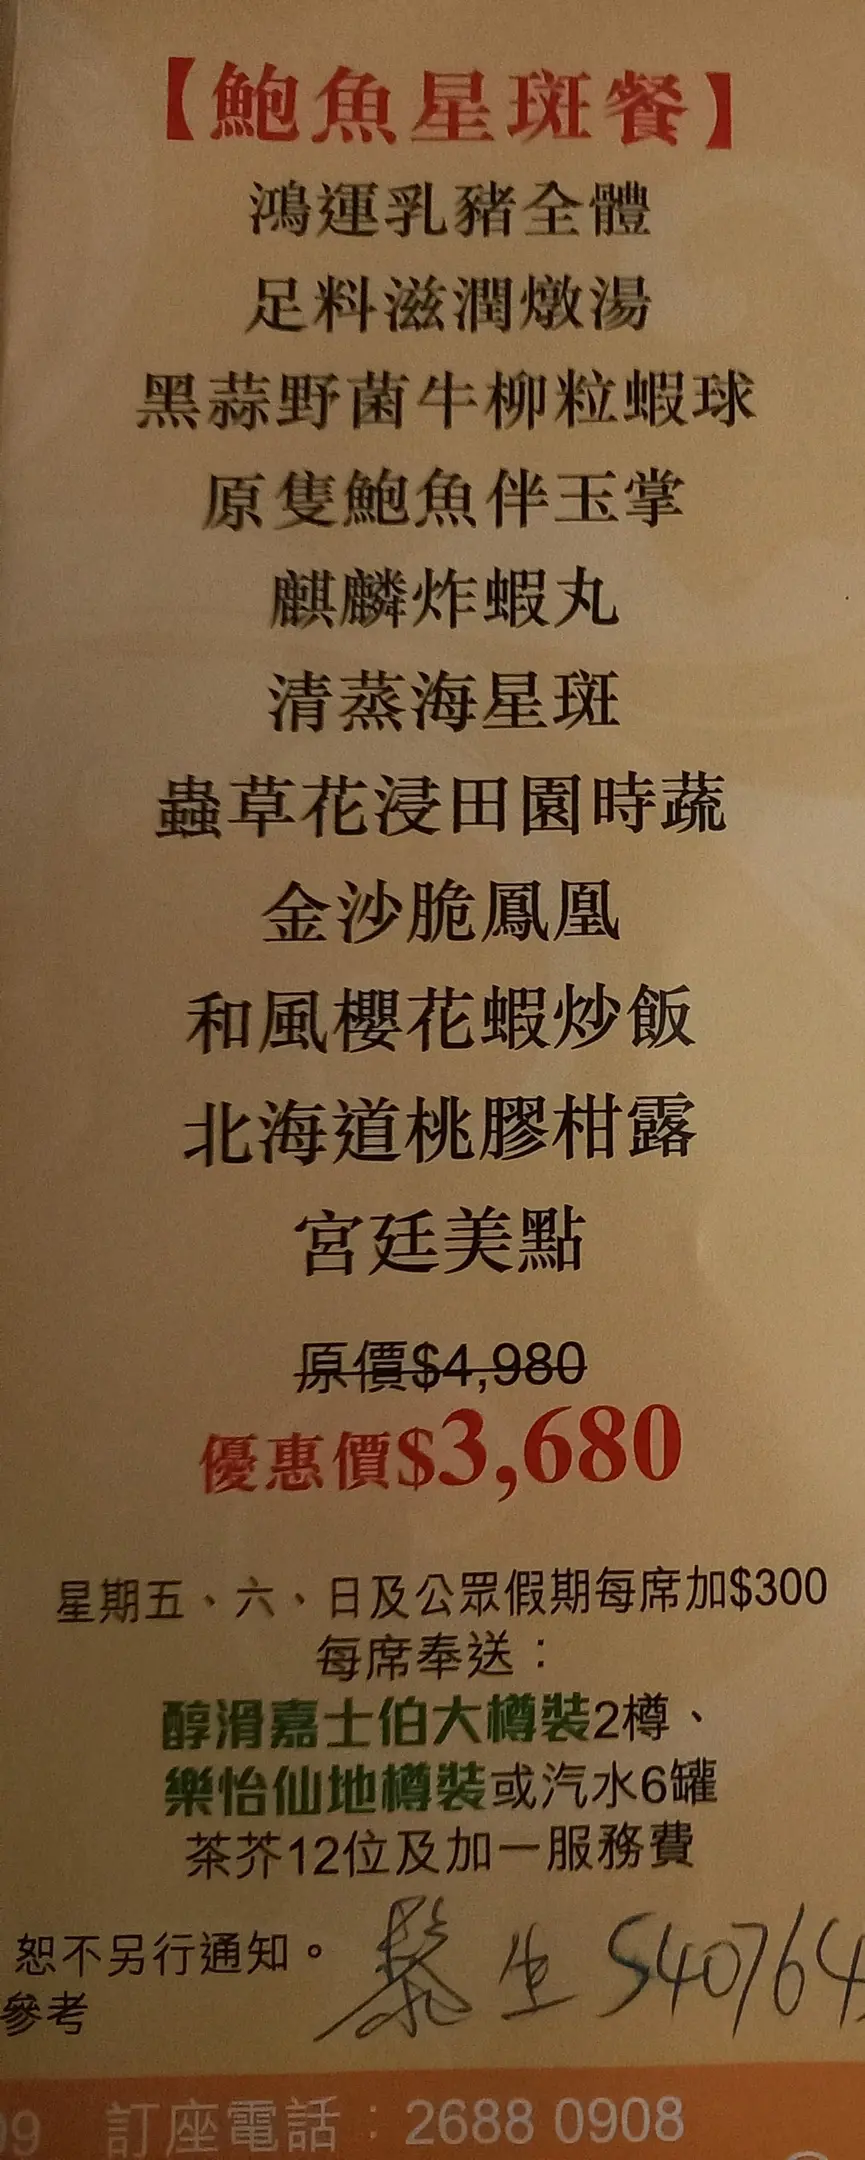 【鮑魚星斑餐】
鴻運乳豬全體
足料滋潤燉湯
黑蒜野菌牛柳粒蝦球
原隻鮑魚伴玉掌
麒麟炸蝦丸
清蒸海星斑
蟲草花浸田園時蔬
金沙脆鳳凰
和風櫻花蝦炒飯
北海道桃膠柑露
宮廷美點
原價$4,980
優惠價$3,680
星期五、六、日及公眾假期每席加$300
每席奉送：
醇滑嘉士伯大樽裝2樽、
樂怡仙地樽裝或汽水6罐
茶芥12位及加一服務費
恕不另行通知。
生 540764
參考
99 訂座電話：2688 0908